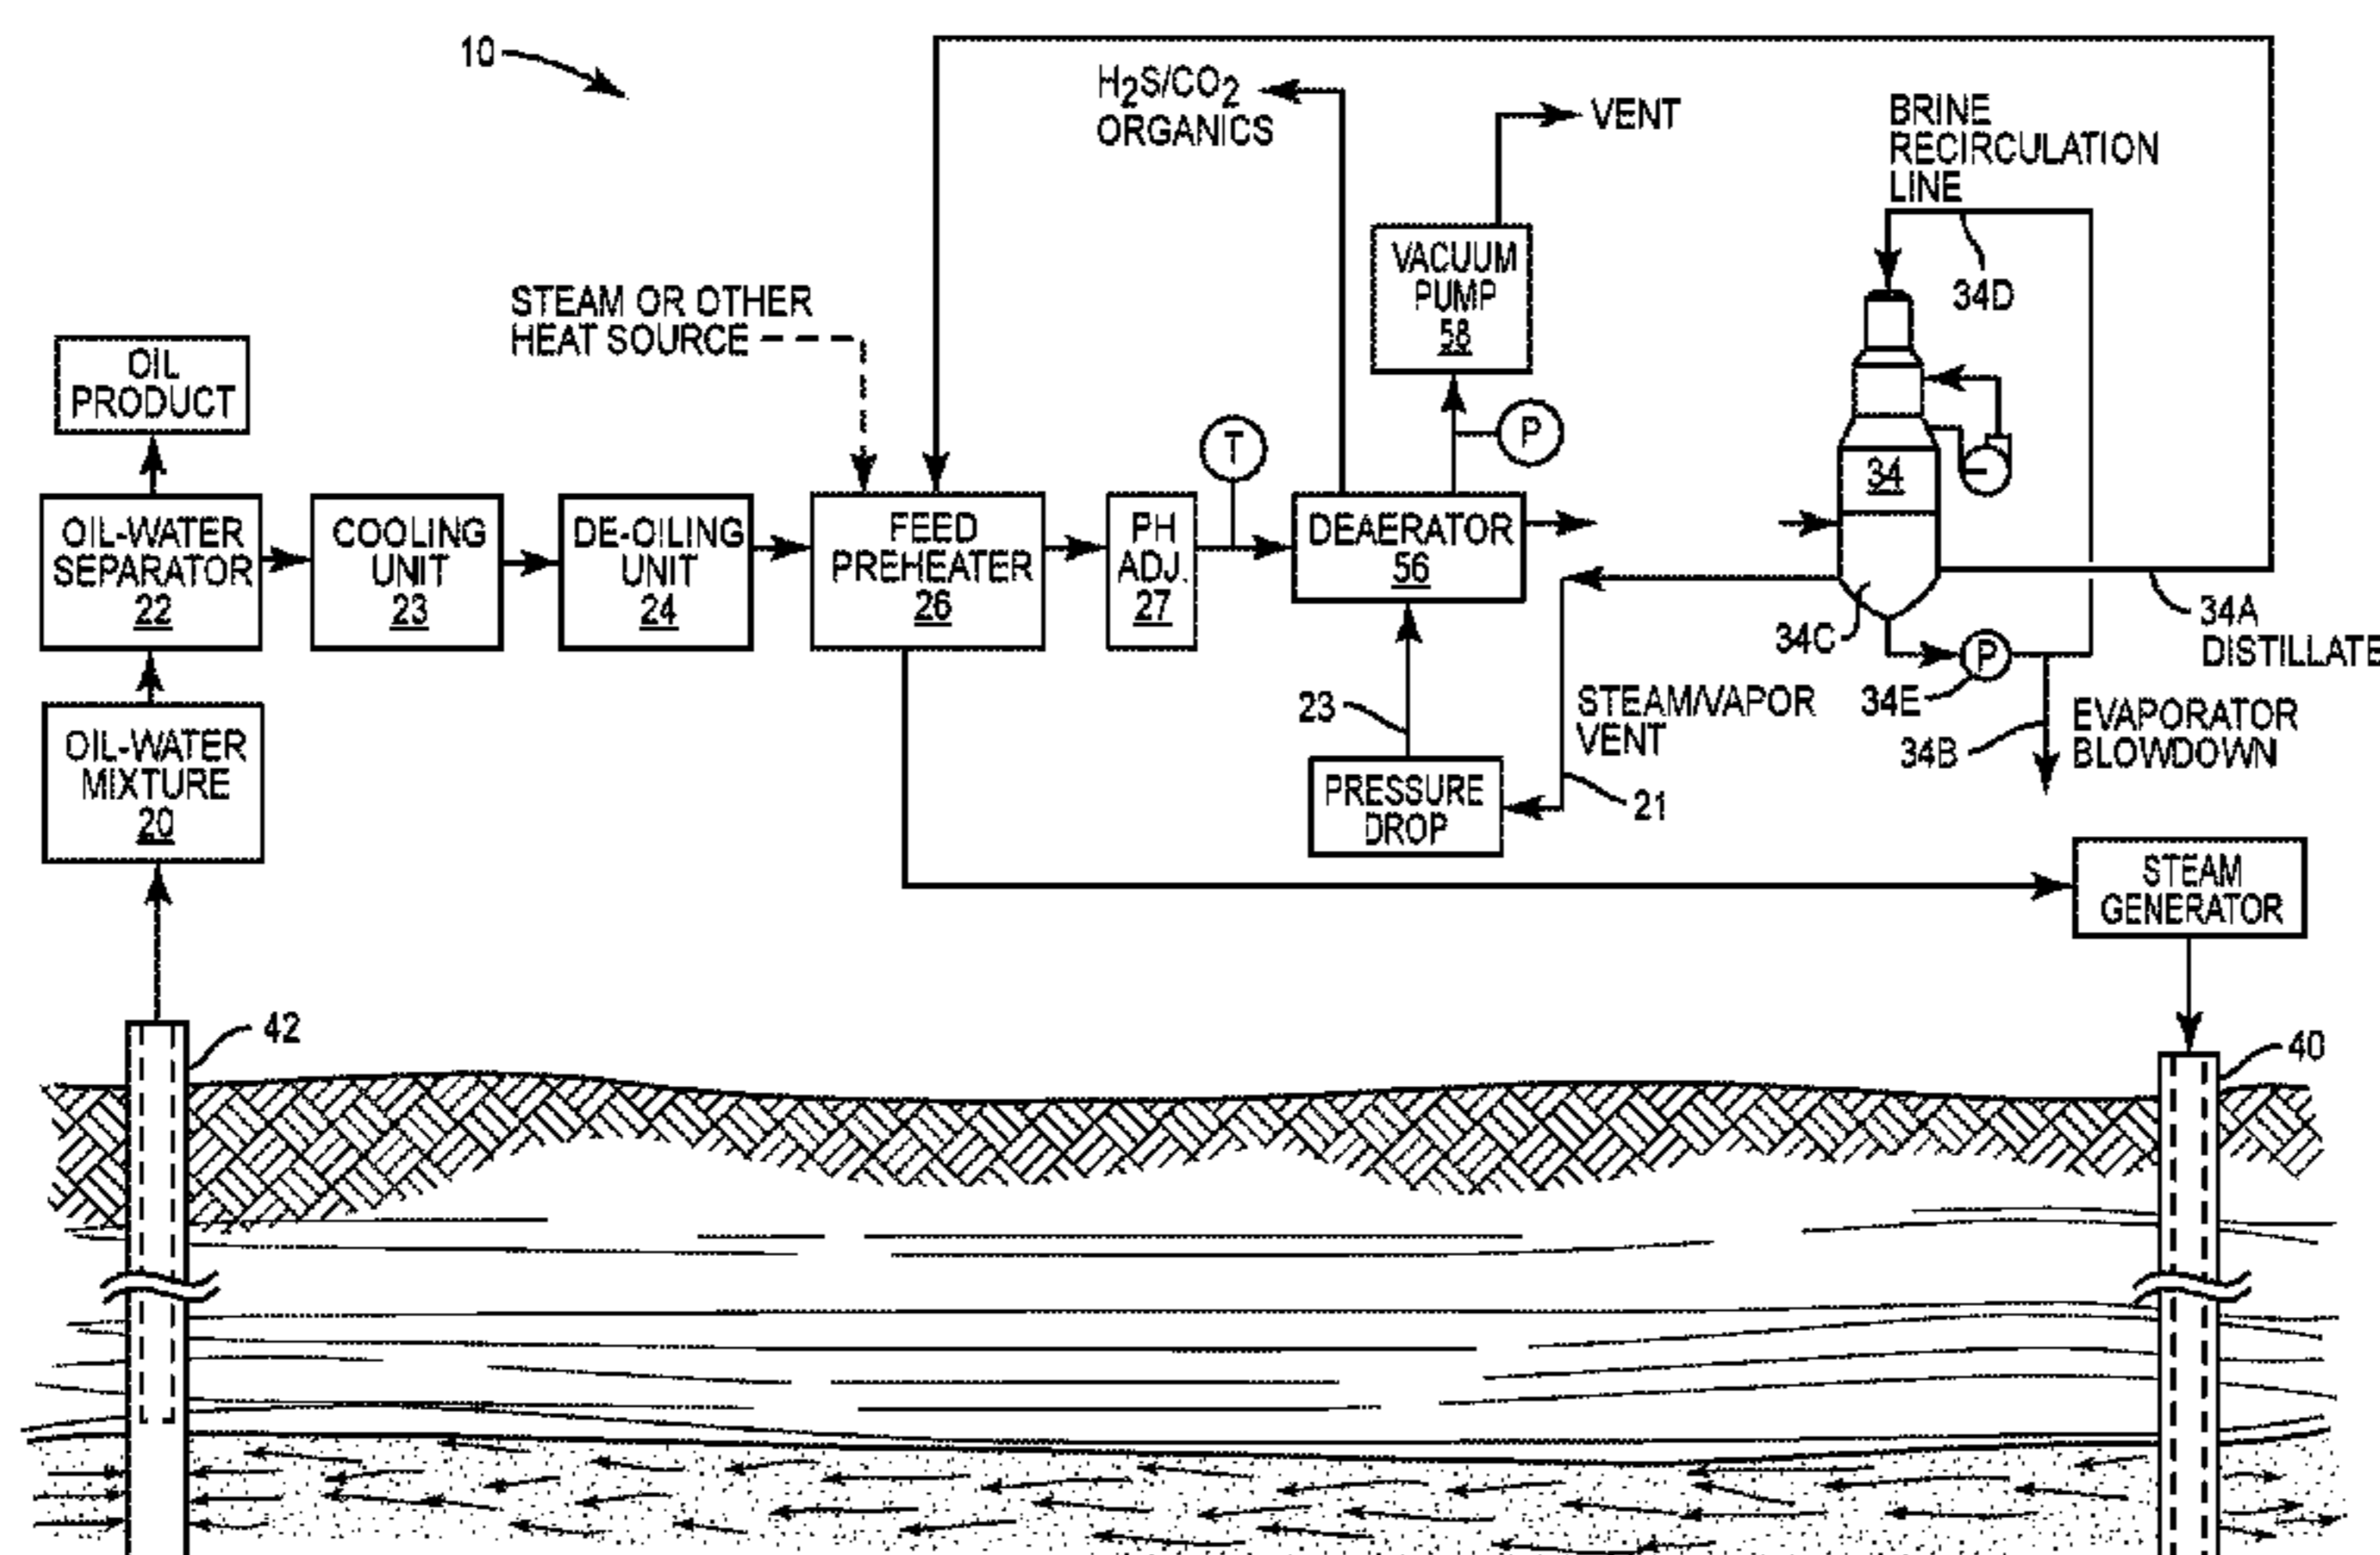 10
H2S/CO2
ORGANICS
VENT
BRINE
RECIRCULATION
LINE
VACUUM
PUMP
58
34D
STEAM OR OTHER
HEAT SOURCE
OIL
PRODUCT
T
P
34
OIL-WATER
SEPARATOR
22
COOLING
UNIT
23
DE-OILING
UNIT
24
FEED
PREHEATER
26
PH
ADJ.
27
DEAERATOR
56
34C
P
34E
34A
DISTILLATE
OIL-WATER
MIXTURE
20
23
STEAM/VAPOR
VENT
34B
EVAPORATOR
BLOWDOWN
PRESSURE
DROP
21
STEAM
GENERATOR
42
40